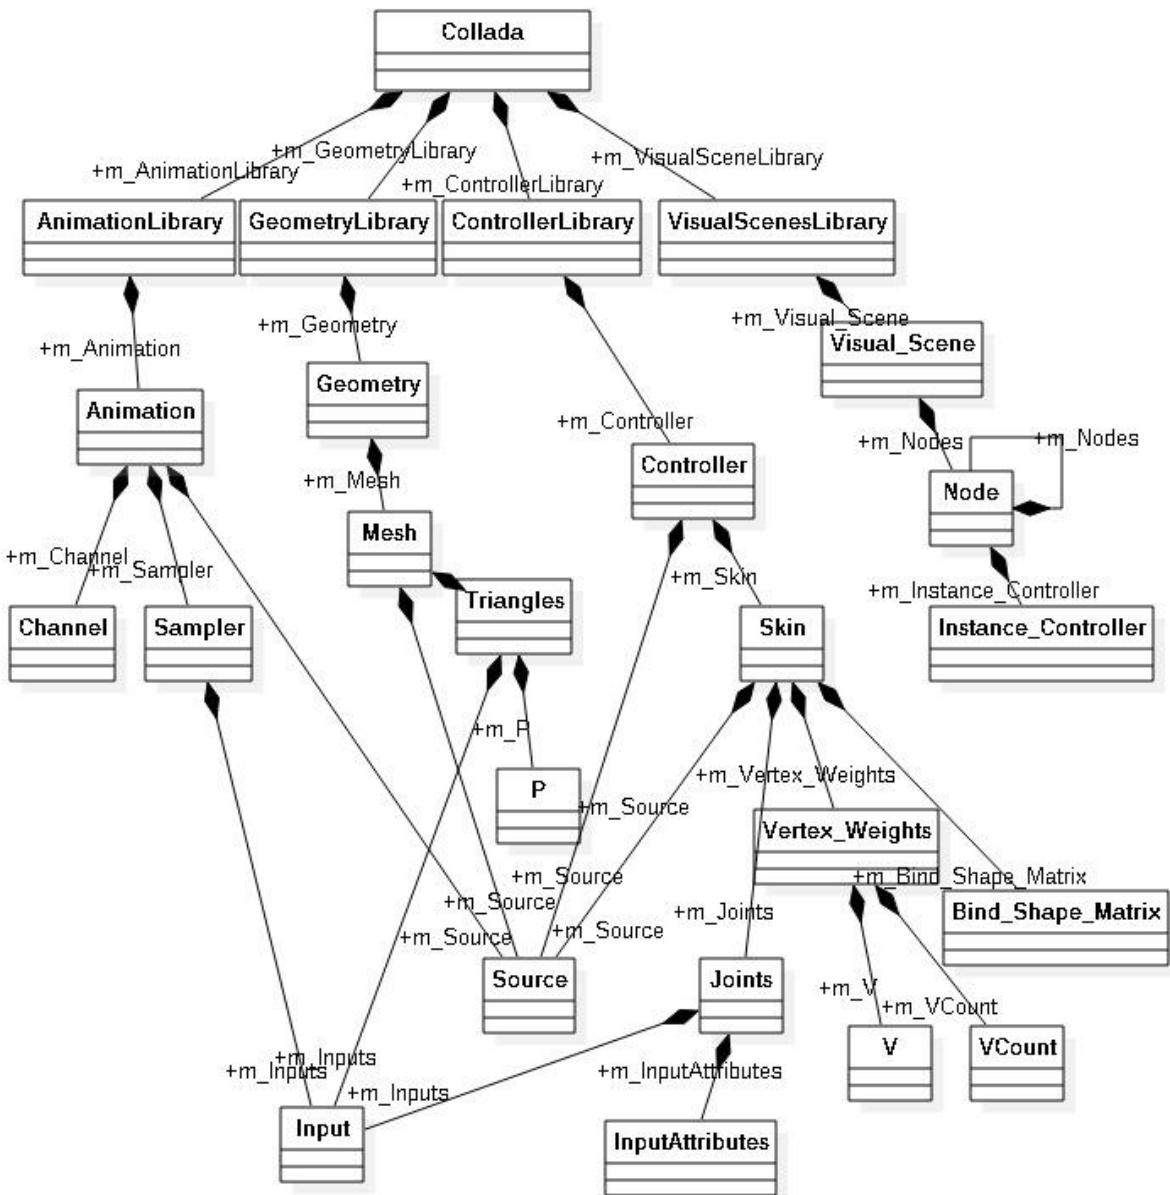 Collada
+m_GeometryLibrary
+m_VisualSceneLibrary
+m_AnimationLibrary
+m_ControllerLibrary
AnimationLibrary
GeometryLibrary
ControllerLibrary
VisualScenesLibrary
+m_Geometry
+m_Visual_Scene
+m_Animation
Visual_Scene
Geometry
Animation
+m_Controller
+m_Nodes
+m_Nodes
Controller
+m_Mesh
Node
Mesh
+m_Channel
+m_Sampler
+m_Skin
+m_Instance_Controller
Triangles
Channel
Sampler
Skin
Instance_Controller
+m_P
+m_Vertex_Weights
P
+m_Source
Vertex_Weights
+m_Source
+m_Bind_Shape_Matrix
+m_Source
+m_Joints
Bind_Shape_Matrix
+m_Source
+m_Source
Source
Joints
+m_V
+m_VCount
V
VCount
+m_Inputs
+m_Inputs
+m_Inputs
+m_InputAttributes
Input
InputAttributes